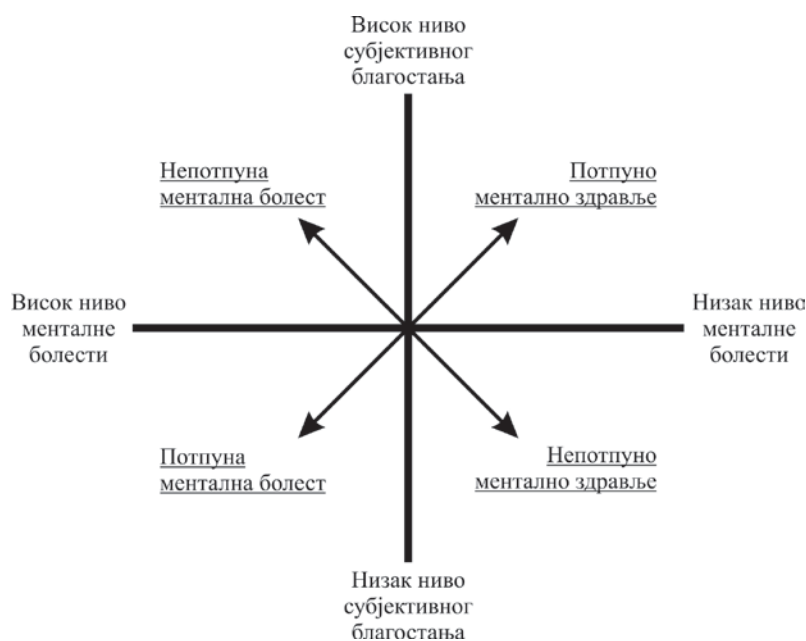 Висок ниво
субјективног
благостања
Непотпуна
ментална болест
Потпуно
ментално здравље
Висок ниво
менталне
болести
Низак ниво
менталне
болести
Потпуна
ментална болест
Непотпуно
ментално здравље
Низак ниво
субјективног
благостања